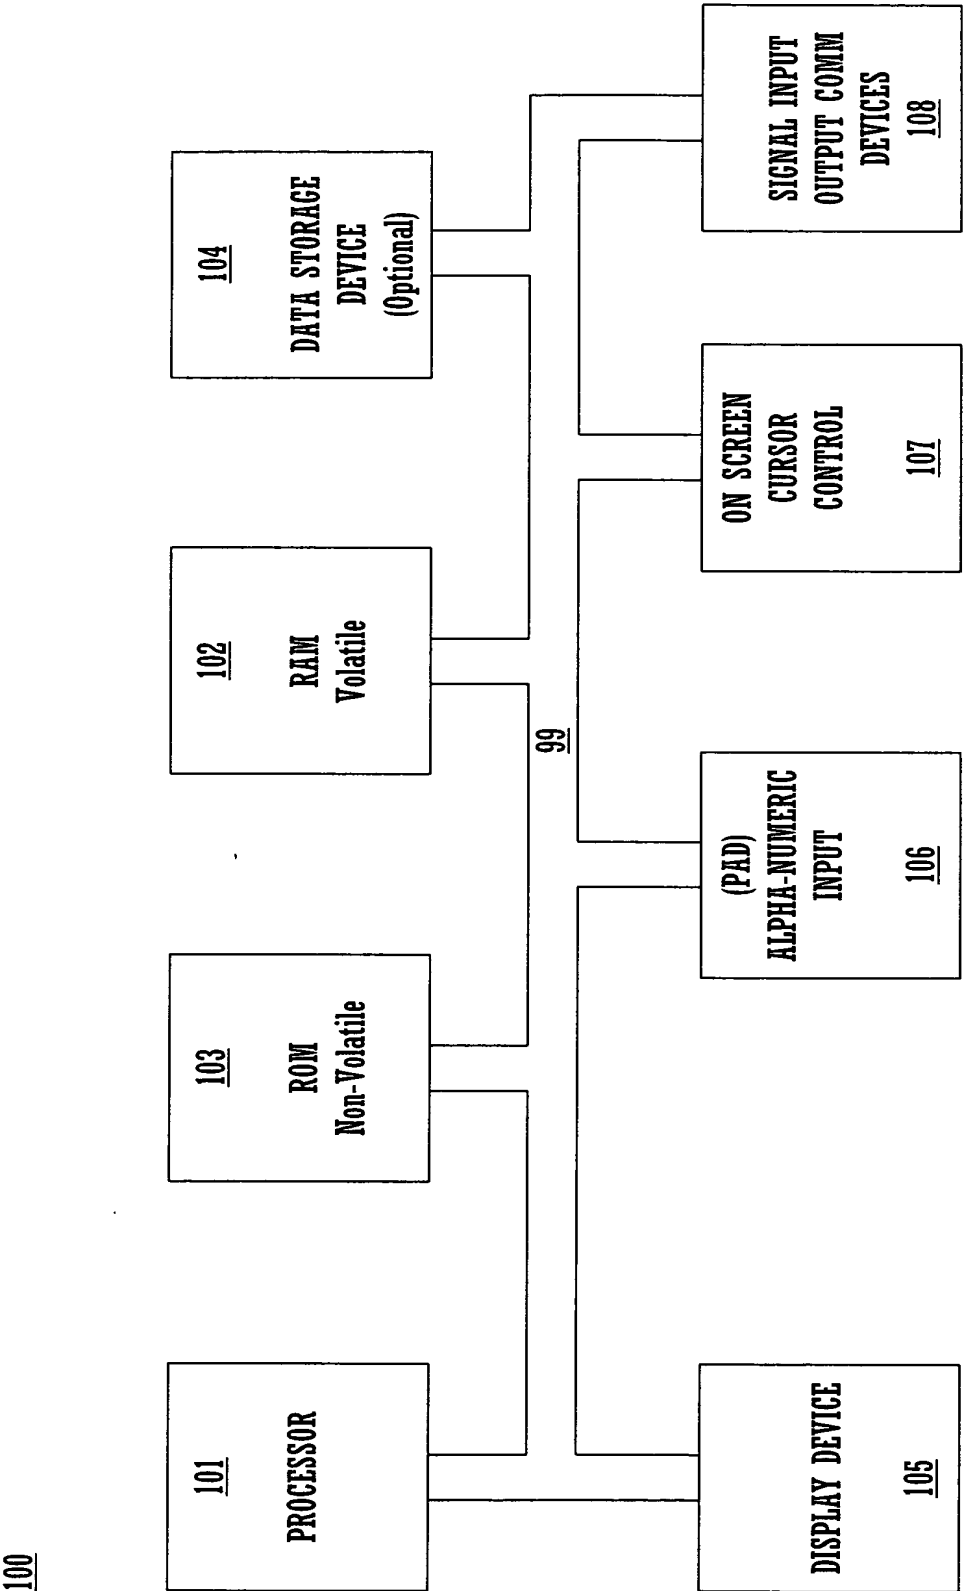 100
101
PROCESSOR
103
ROM
Non-Volatile
102
RAM
Volatile
104
DATA STORAGE
DEVICE
(Optional)
99
DISPLAY DEVICE
105
(PAD)
ALPHA-NUMERIC
INPUT
106
ON SCREEN
CURSOR
CONTROL
107
SIGNAL INPUT
OUTPUT COMM
DEVICES
108